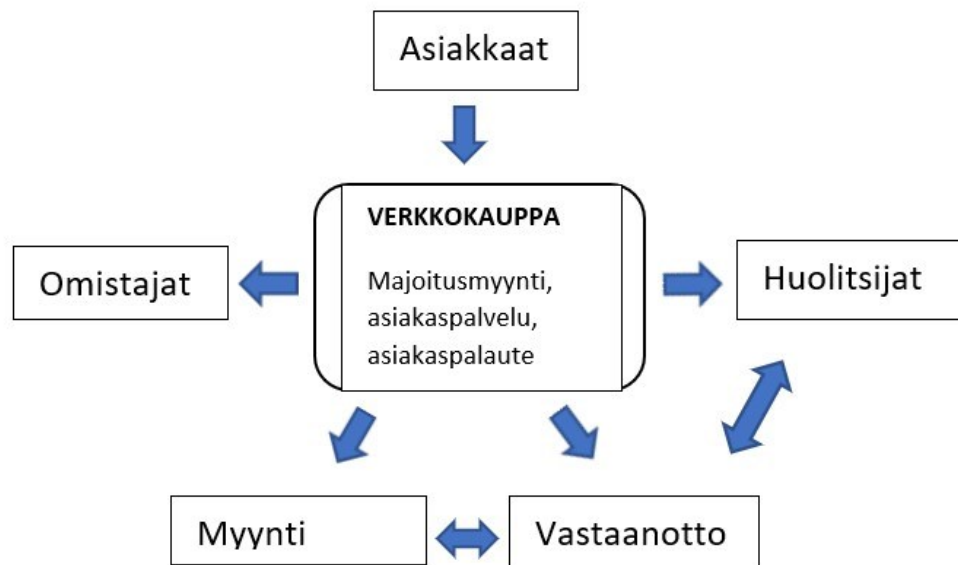 Asiakkaat
VERKKOKAUPPA
Majoitusmyynti,
asiakaspalvelu,
asiakaspalaute
Omistajat
Huolitsijat
Myynti
Vastaanotto